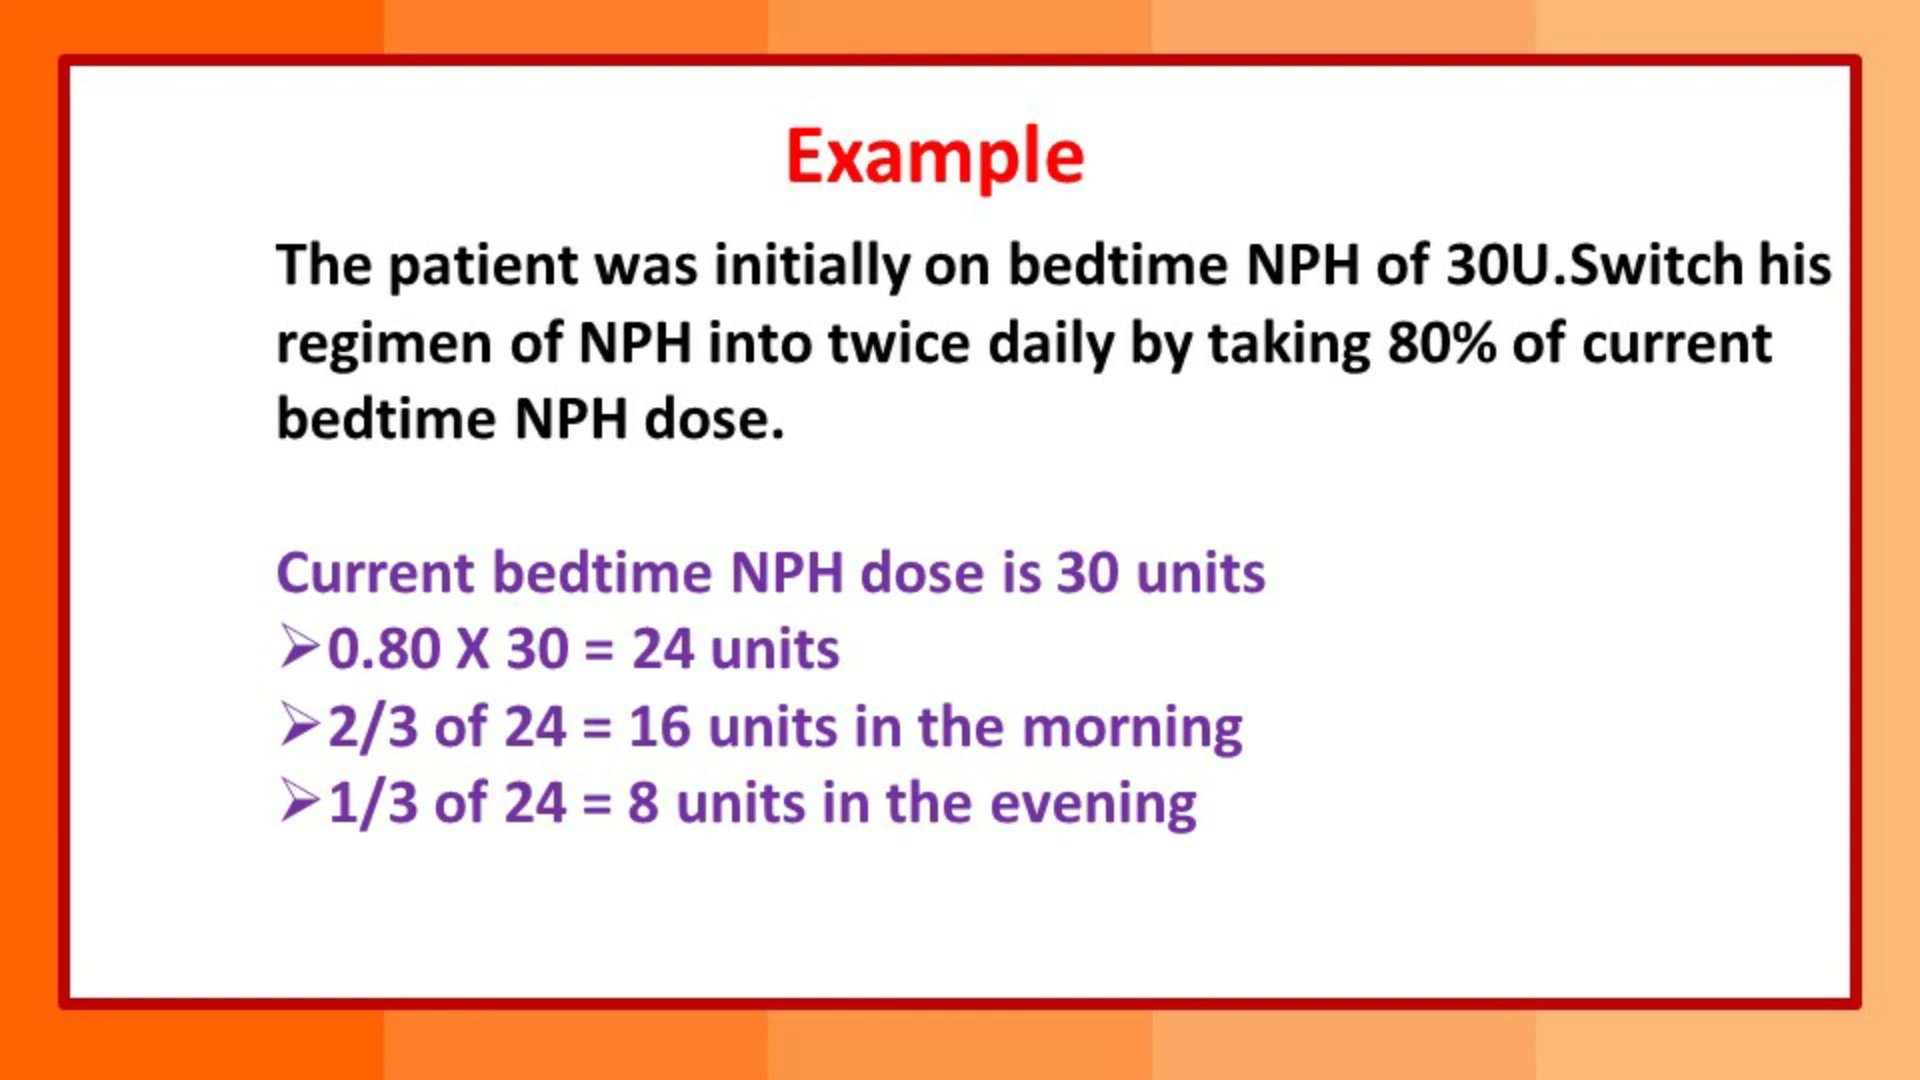 Example
The patient was initially on bedtime NPH of 30U.Switch his
regimen of NPH into twice daily by taking 80% of current
bedtime NPH dose.
Current bedtime NPH dose is 30 units
➢0.80 X 30 = 24 units
➢2/3 of 24 = 16 units in the morning
➢1/3 of 24 = 8 units in the evening